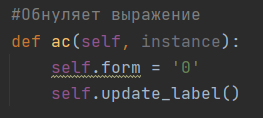 #Обнуляет выражение
def ac(self, instance):
    self.form = '0'
    self.update_label()